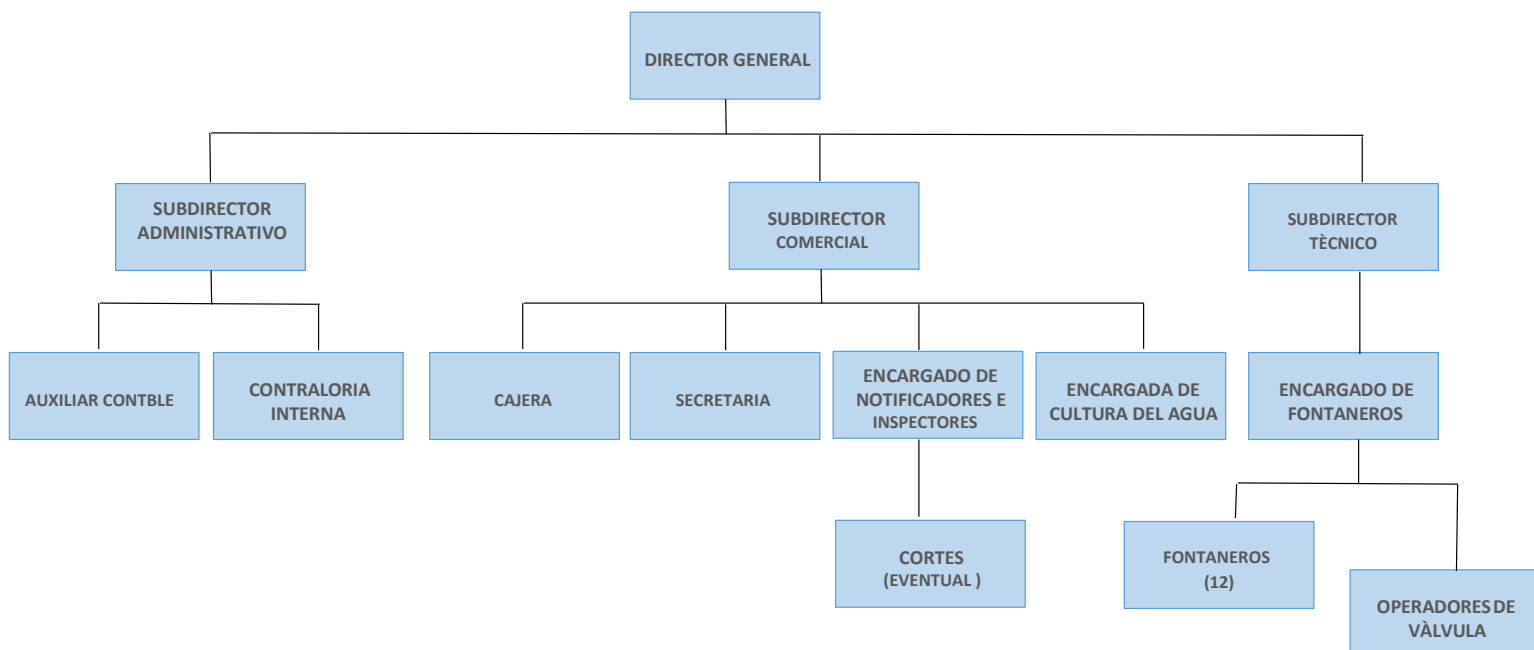 DIRECTOR GENERAL
SUBDIRECTOR
ADMINISTRATIVO
SUBDIRECTOR
COMERCIAL
SUBDIRECTOR
TÈCNICO
AUXILIAR CONTBLE
CONTRALORIA
INTERNA
CAJERA
SECRETARIA
ENCARGADO DE
NOTIFICADORES E
INSPECTORES
ENCARGADA DE
CULTURA DEL AGUA
ENCARGADO DE
FONTANEROS
CORTES
(EVENTUAL )
FONTANEROS
(12)
OPERADORES DE
VÀLVULA